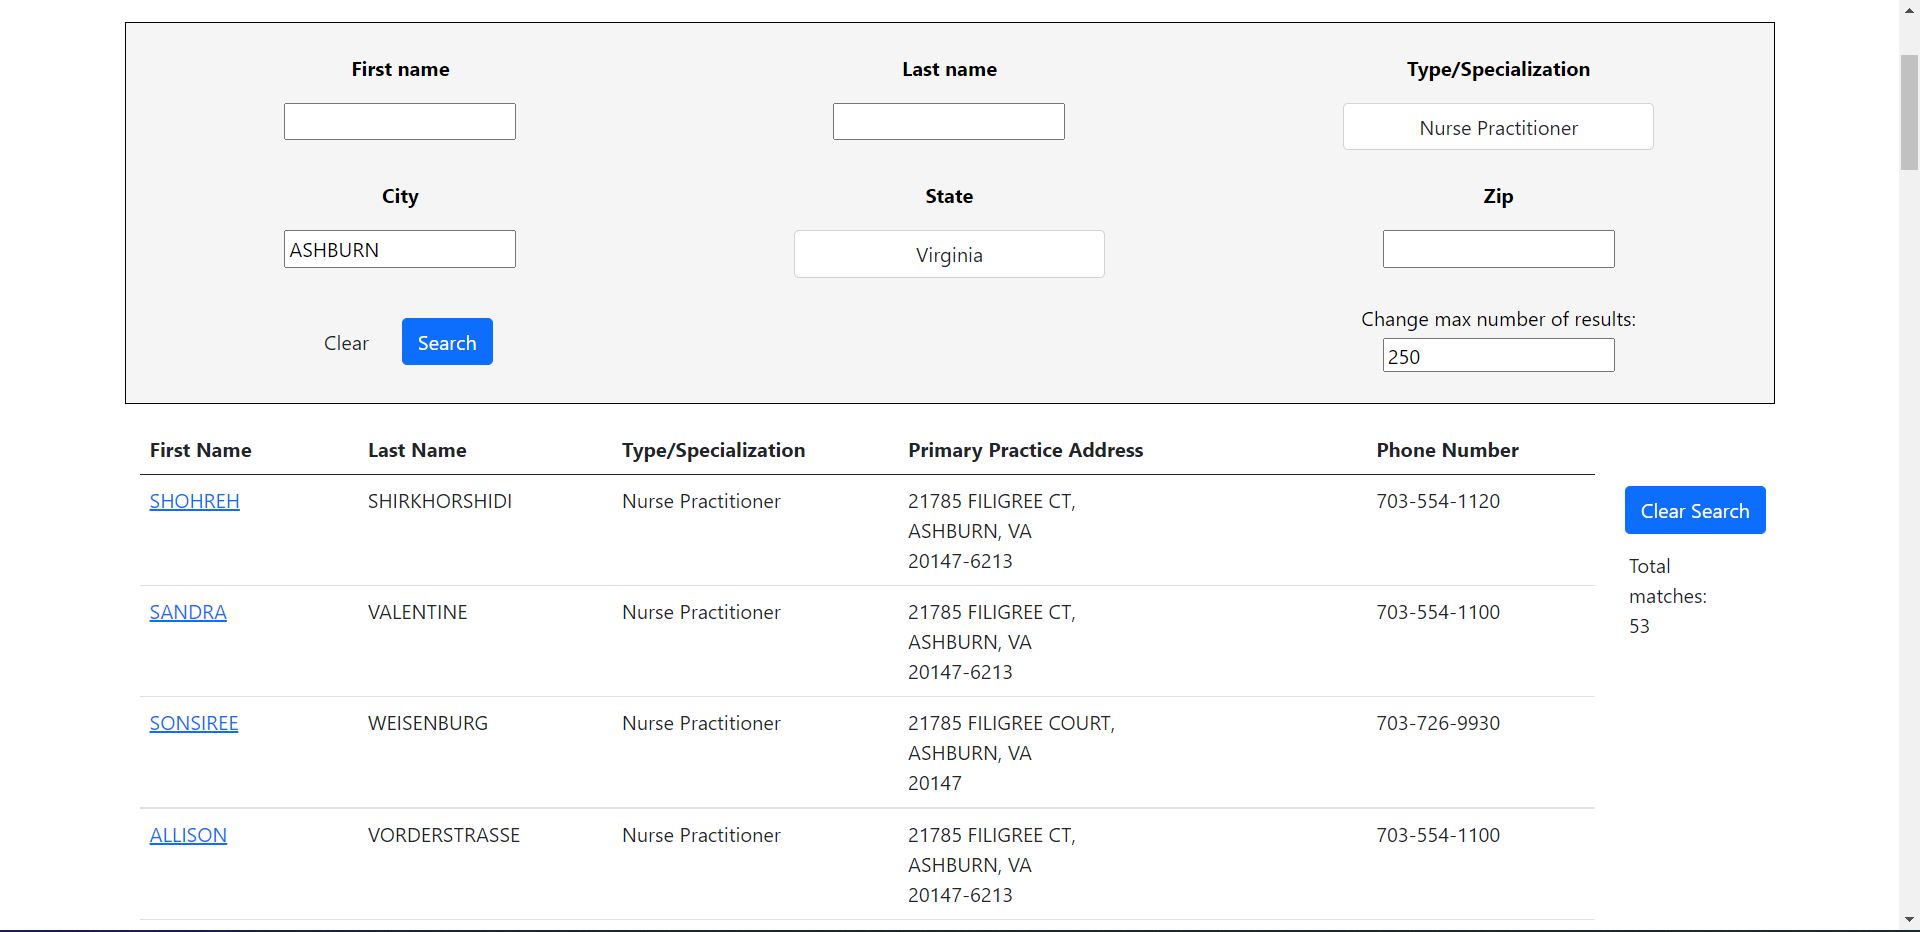 First name Last name Type/Specialization
Nurse Practitioner
City State Zip
ASHBURN Virginia
Clear Search Change max number of results:
250
First Name Last Name Type/Specialization Primary Practice Address Phone Number
SHOHREH SHIRKHORSHIDI Nurse Practitioner 21785 FILIGREE CT, 703-554-1120
ASHBURN, VA
20147-6213
Clear Search
Total
matches:
53
SANDRA VALENTINE Nurse Practitioner 21785 FILIGREE CT, 703-554-1100
ASHBURN, VA
20147-6213
SONSIREE WEISENBURG Nurse Practitioner 21785 FILIGREE COURT, 703-726-9930
ASHBURN, VA
20147
ALLISON VORDERSTRASSE Nurse Practitioner 21785 FILIGREE CT, 703-554-1100
ASHBURN, VA
20147-6213